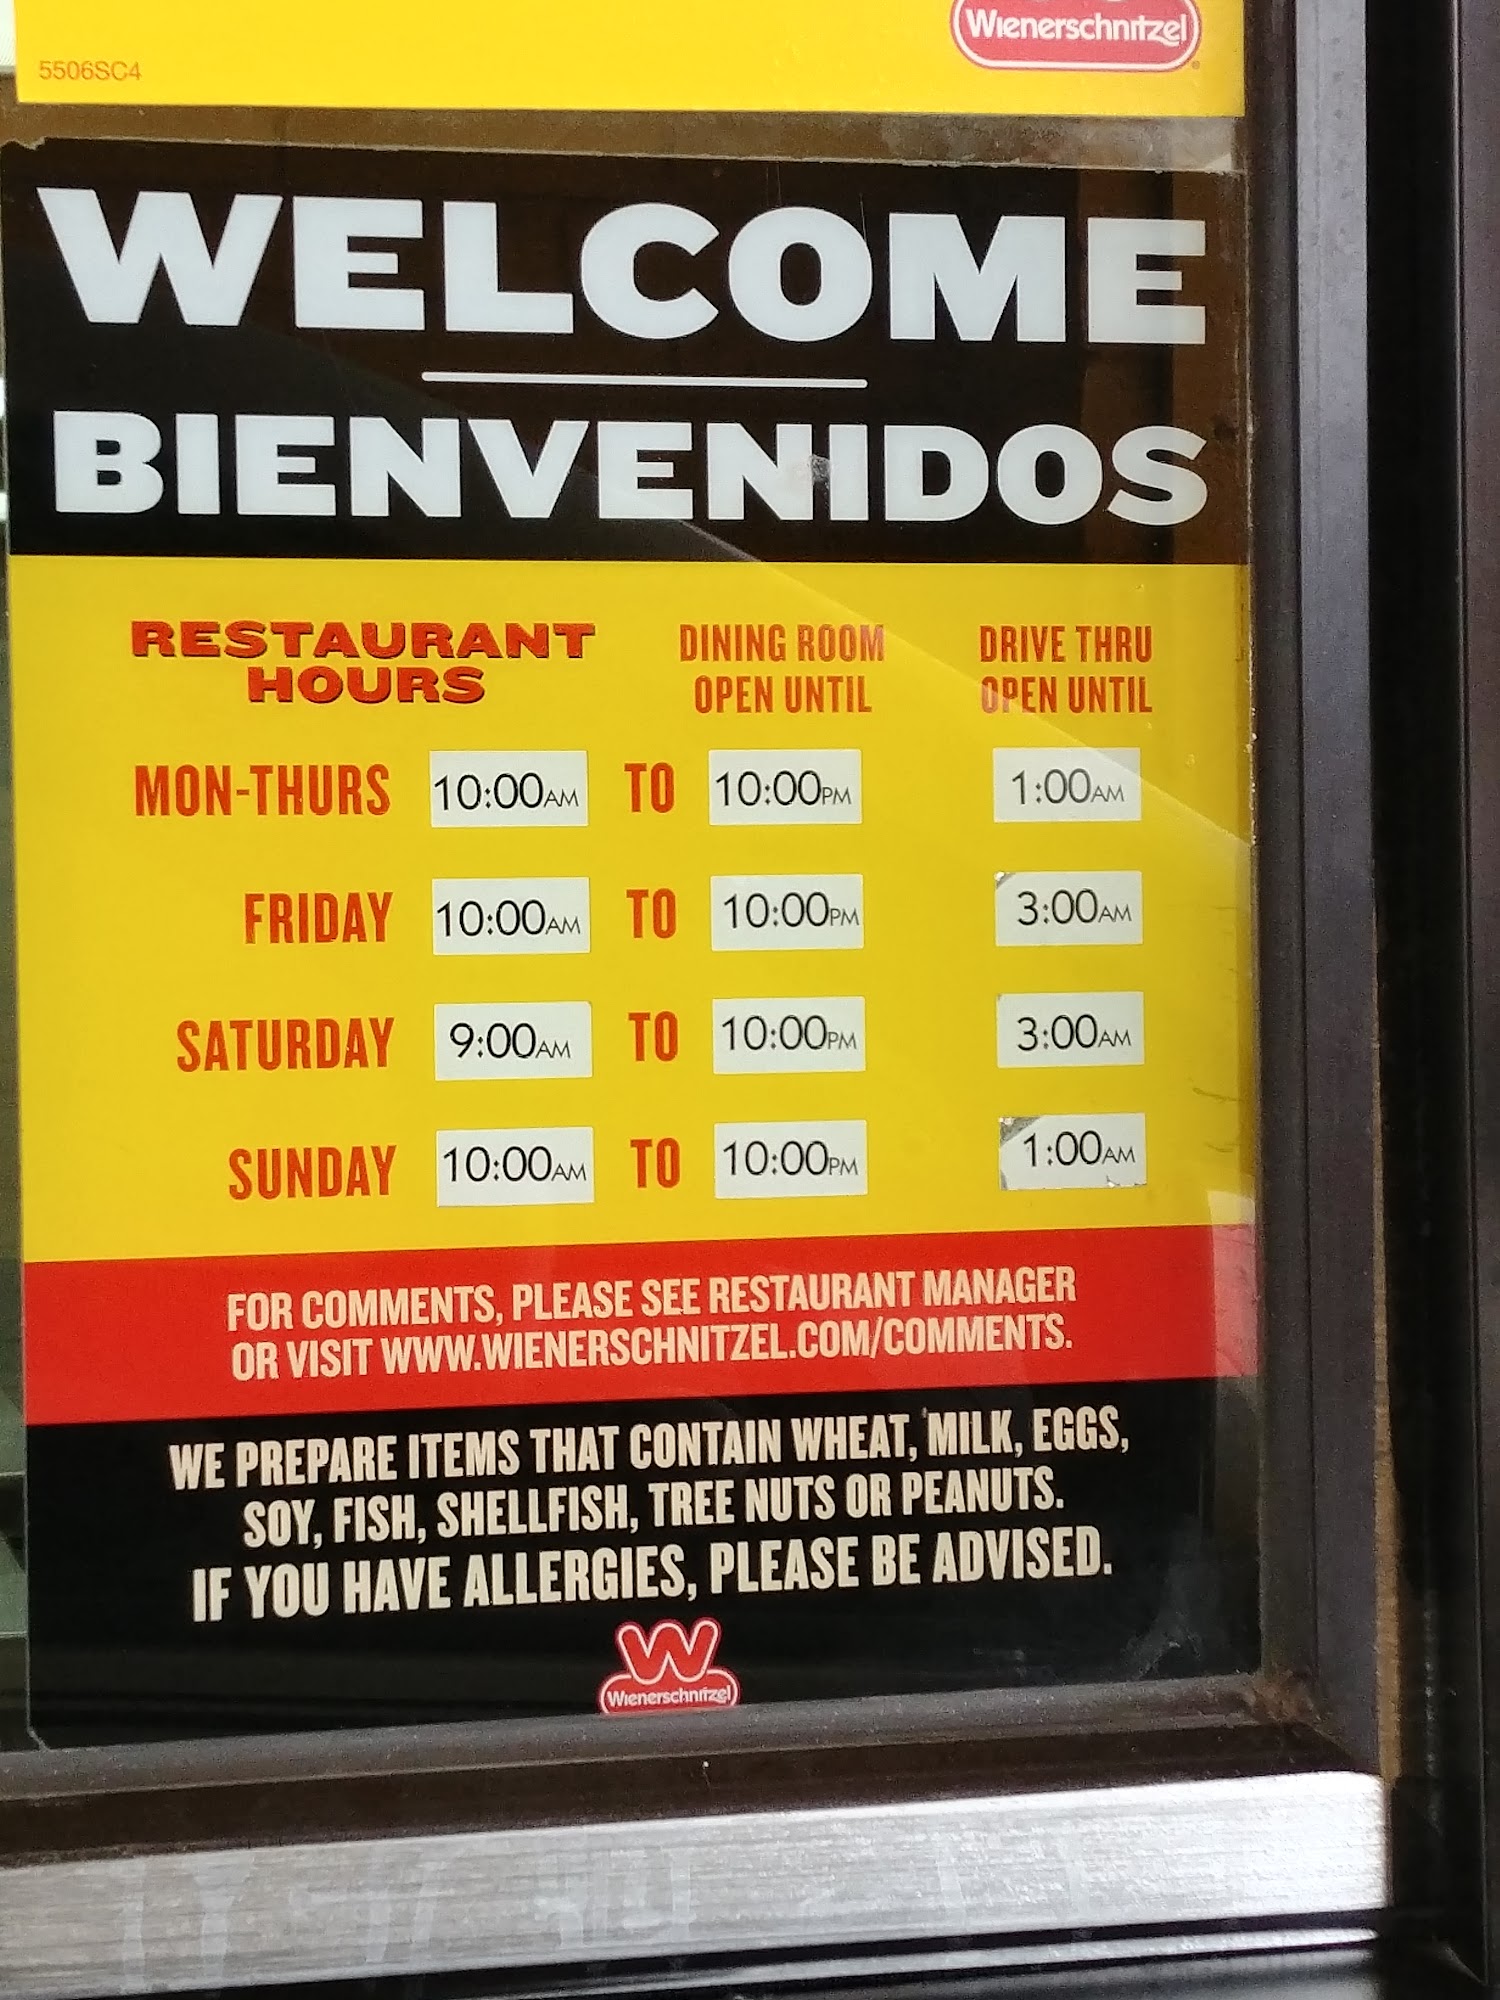 Wienerschnitzel
5506SC4
WELCOME
BIENVENIDOS
RESTAURANT HOURS
DINING ROOM OPEN UNTIL
DRIVE THRU OPEN UNTIL
MON-THURS 10:00AM TO 10:00PM 1:00AM
FRIDAY 10:00AM TO 10:00PM 3:00AM
SATURDAY 9:00AM TO 10:00PM 3:00AM
SUNDAY 10:00AM TO 10:00PM 1:00AM
FOR COMMENTS, PLEASE SEE RESTAURANT MANAGER
OR VISIT WWW.WIENERSCHNITZEL.COM/COMMENTS.
WE PREPARE ITEMS THAT CONTAIN WHEAT, MILK, EGGS,
SOY, FISH, SHELLFISH, TREE NUTS OR PEANUTS.
IF YOU HAVE ALLERGIES, PLEASE BE ADVISED.
W
Wienerschnitzel